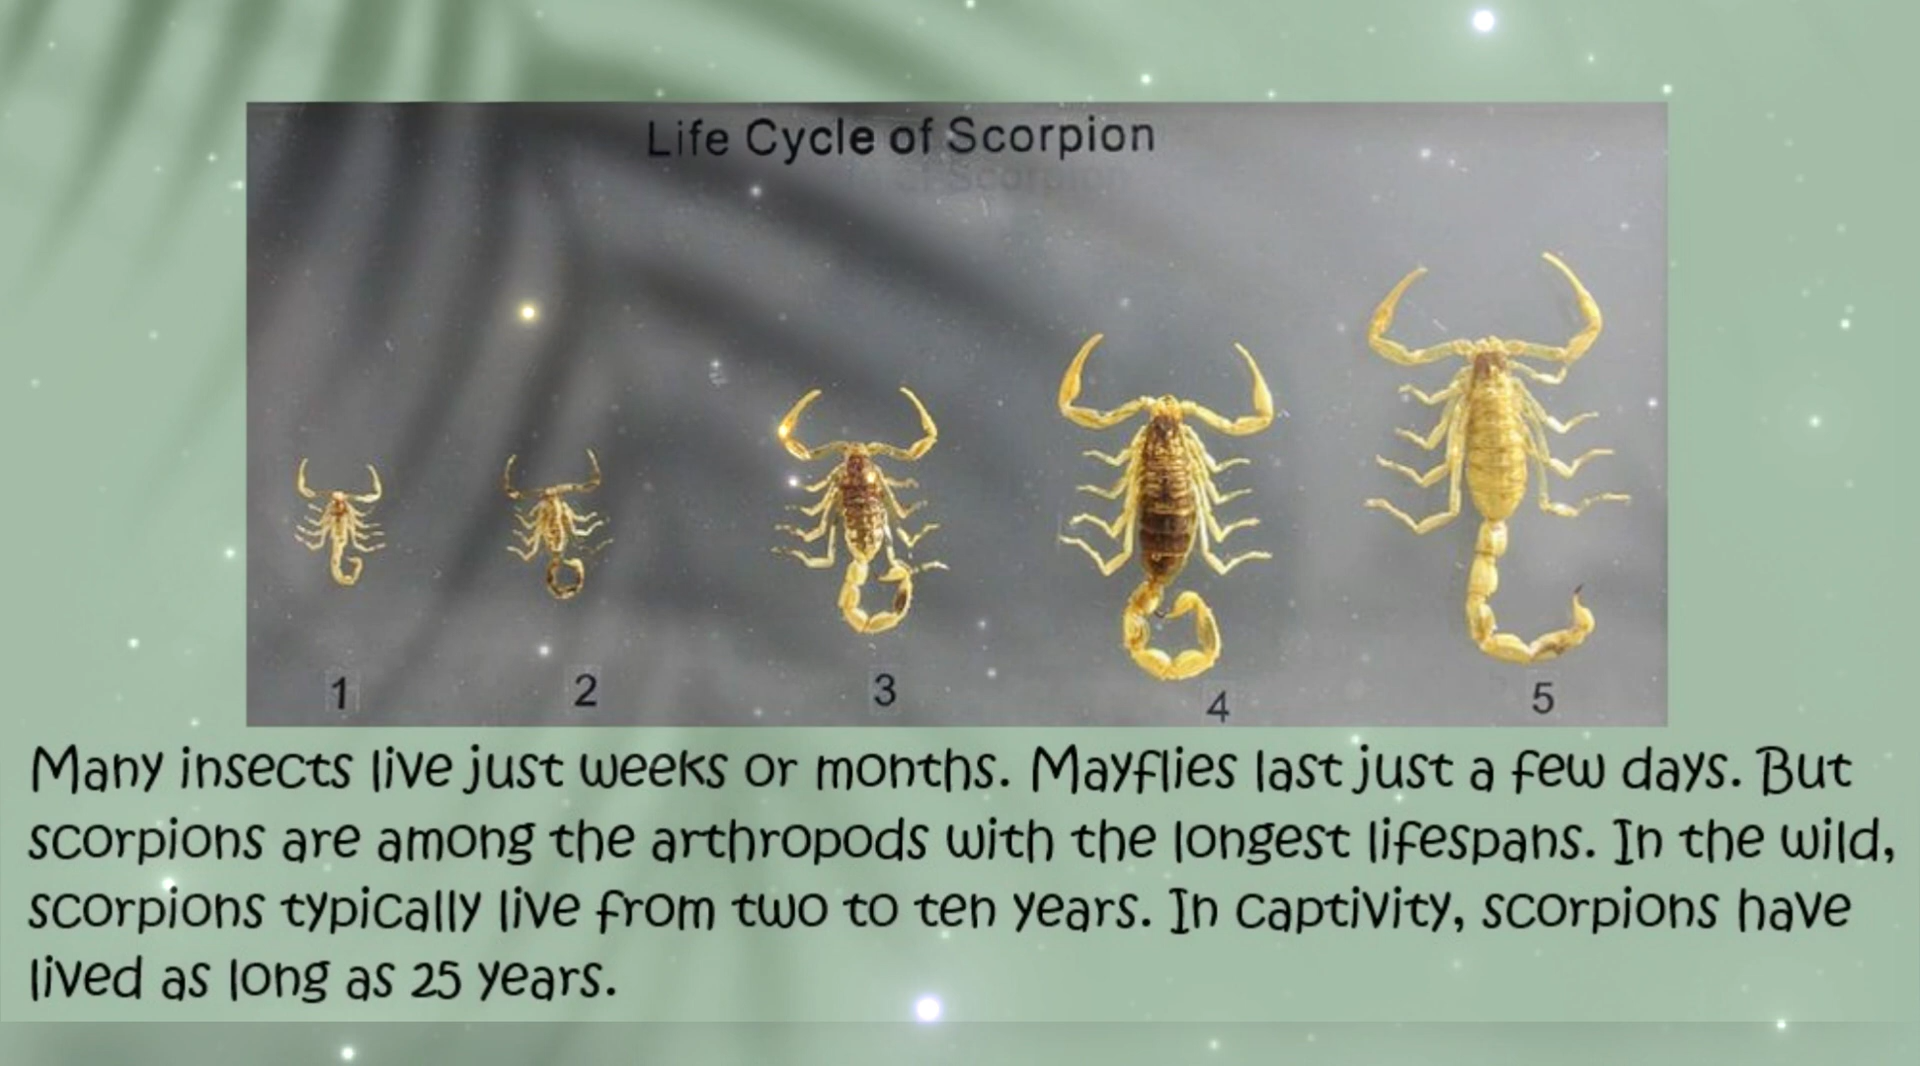 Life Cycle of Scorpion
1 2 3 4 5
Many insects live just weeks or months. Mayflies last just a few days. But
scorpions are among the arthropods with the longest lifespans. In the wild,
scorpions typically live from two to ten years. In captivity, scorpions have
lived as long as 25 years.